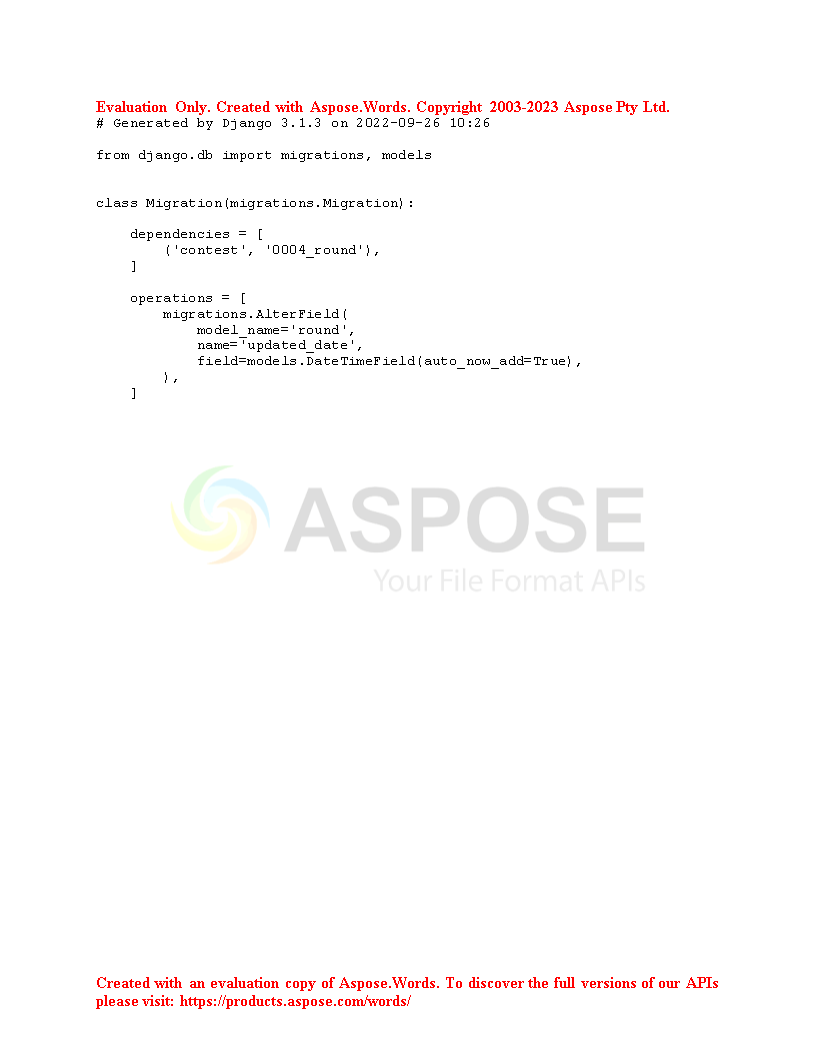 Evaluation Only. Created with Aspose.Words. Copyright 2003-2023 Aspose Pty Ltd.
# Generated by Django 3.1.3 on 2022-09-26 10:26

from django.db import migrations, models


class Migration(migrations.Migration):

    dependencies = [
        ('contest', '0004_round'),
    ]

    operations = [
        migrations.AlterField(
            model_name='round',
            name='updated_date',
            field=models.DateTimeField(auto_now_add=True),
        ),
    ]
ASPOSE
Your File Format APIs
Created with an evaluation copy of Aspose.Words. To discover the full versions of our APIs
please visit: https://products.aspose.com/words/